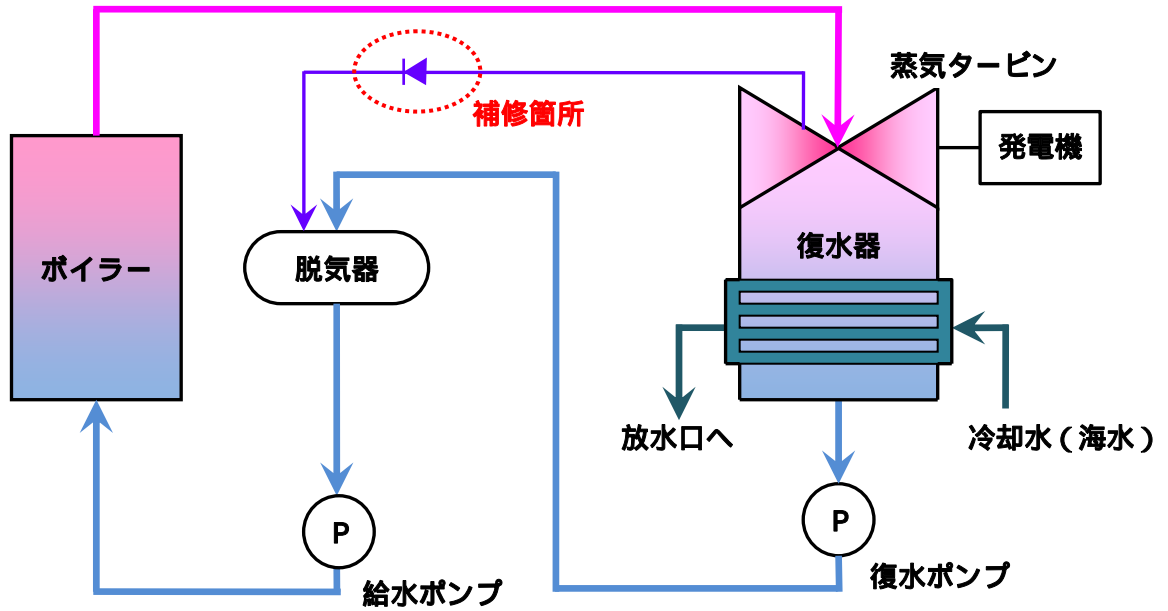 蒸気タービン
補修箇所
発電機
復水器
ボイラー
脱気器
放水口へ
冷却水(海水)
P
P
復水ポンプ
給水ポンプ